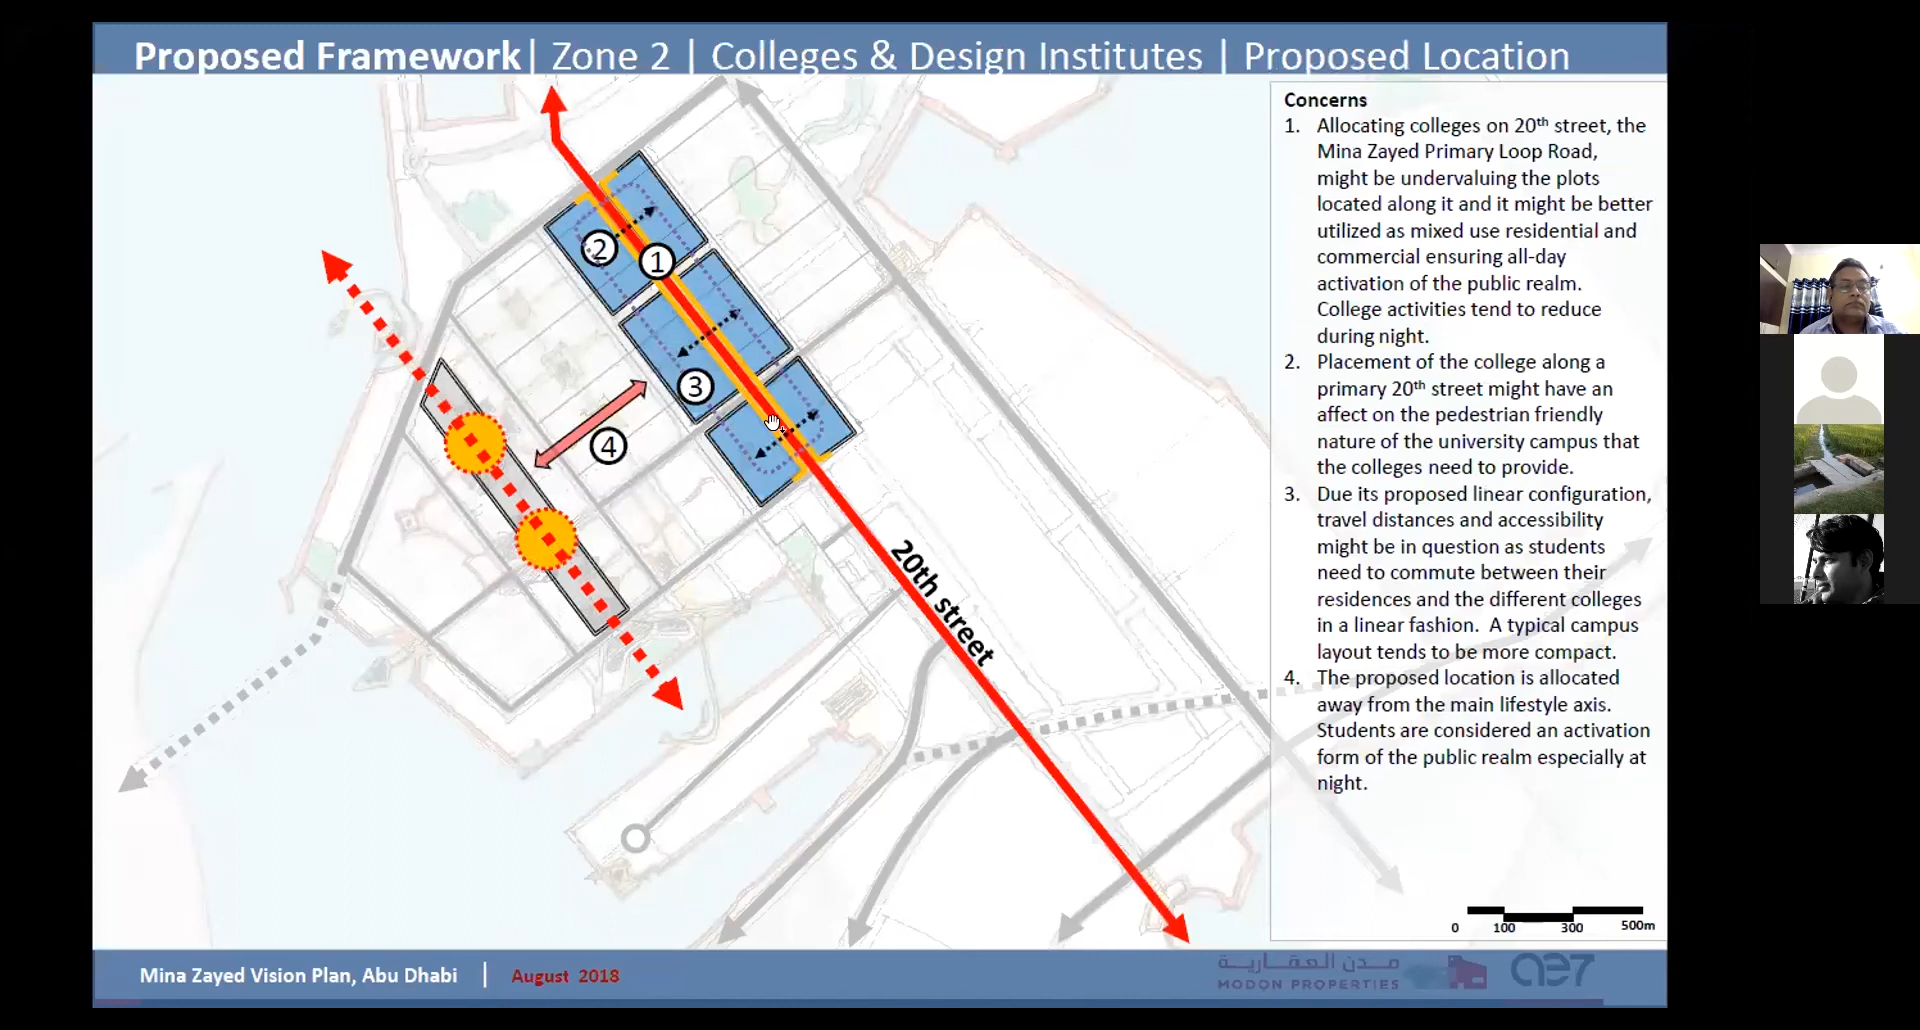 Proposed Framework| Zone 2 | Colleges & Design Institutes | Proposed Location
Concerns
1. Allocating colleges on 20th street, the
Mina Zayed Primary Loop Road,
might be undervaluing the plots
located along it and it might be better
utilized as mixed use residential and
commercial ensuring all-day
activation of the public realm.
College activities tend to reduce
during night.
2. Placement of the college along a
primary 20th street might have an
affect on the pedestrian friendly
nature of the university campus that
the colleges need to provide.
3. Due its proposed linear configuration,
travel distances and accessibility
might be in question as students
need to commute between their
residences and the different colleges
in a linear fashion. A typical campus
layout tends to be more compact.
4. The proposed location is allocated
away from the main lifestyle axis.
Students are considered an activation
form of the public realm especially at
night.
2
1
3
4
20th street
0 100 300 500m
Mina Zayed Vision Plan, Abu Dhabi | August 2018
مدن العقارية
MODON PROPERTIES
ae7